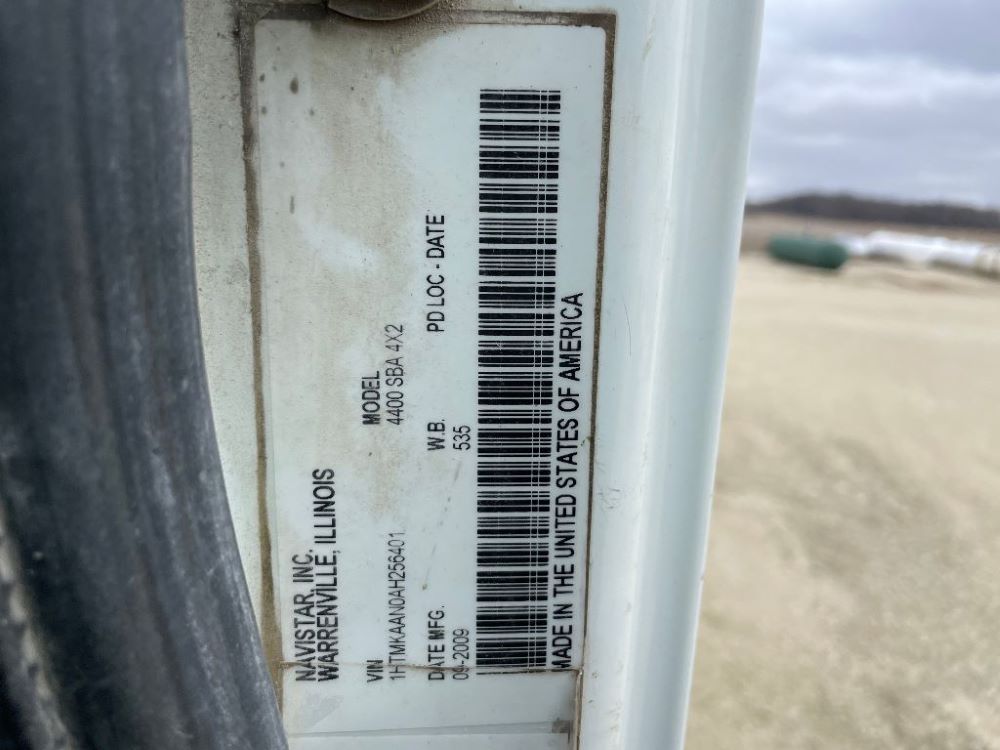 NAVISTAR, INC.
WARRENVILLE, ILLINOIS
VIN MODEL
1HTMKAAN0AH256401 4400 SBA 4X2
DATE MFG. W.B. PD LOC - DATE
09-2009 535
MADE IN THE UNITED STATES OF AMERICA